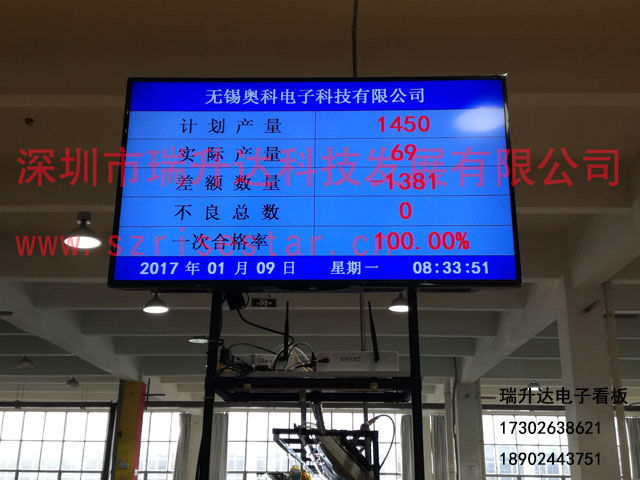 无锡奥科电子科技有限公司
计划产量 1450
实际产量 69
深圳市瑞升达科技发展有限公司
差额数量 -1381
不良总数 0
www.szrisestar.cn
一次合格率 100.00%
2017 年 01 月 09 日 星期一 08:33:51
瑞升达电子看板
17302638621
18902443751